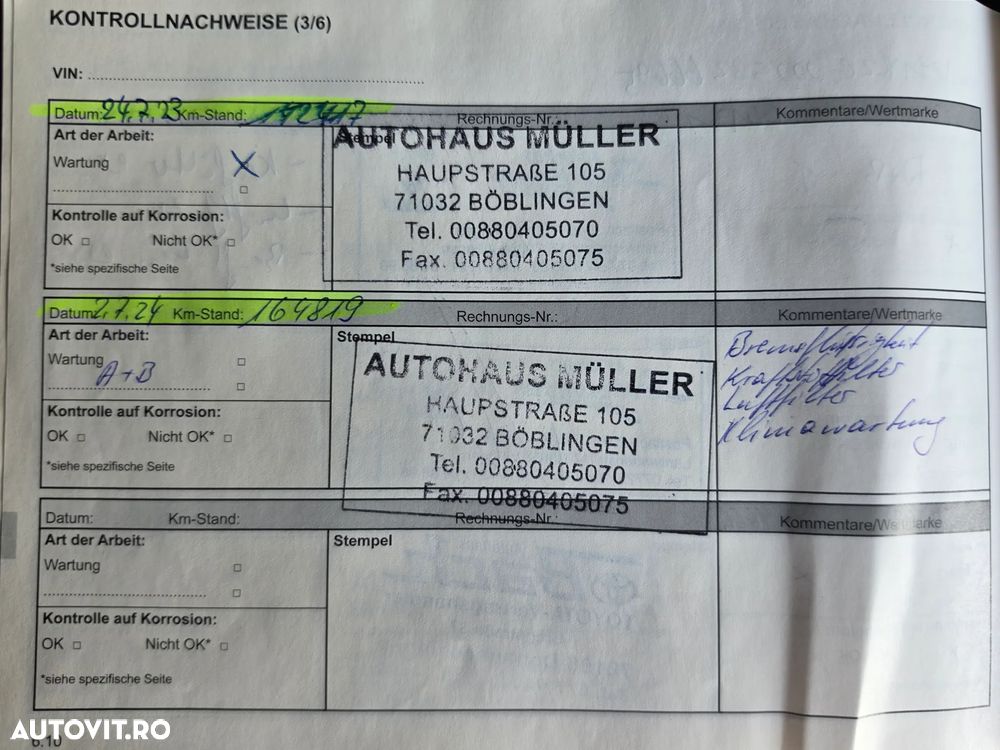 KONTROLLNACHWEISE (3/6)
VIN:
Datum: 24.7.23 Km-Stand: 142417 Rechnungs-Nr.: Kommentare/Wertmarke
Art der Arbeit:
Wartung X
Stempel
AUTOHAUS MÜLLER
HAUPSTRAßE 105
71032 BÖBLINGEN
Tel. 00880405070
Fax. 00880405075
Kontrolle auf Korrosion:
OK Nicht OK*
*siehe spezifische Seite
Datum: 2.7.24 Km-Stand: 164819 Rechnungs-Nr.: Kommentare/Wertmarke
Art der Arbeit:
Wartung
A+B
Stempel
AUTOHAUS MÜLLER
HAUPSTRAßE 105
71032 BÖBLINGEN
Tel. 00880405070
Fax. 00880405075
Bremsflüssigkeit
Kraftstofffilter
Luftfilter
Klimawartung
Kontrolle auf Korrosion:
OK Nicht OK*
*siehe spezifische Seite
Datum: Km-Stand: Rechnungs-Nr.: Kommentare/Wertmarke
Art der Arbeit:
Wartung
Stempel
Kontrolle auf Korrosion:
OK Nicht OK*
*siehe spezifische Seite
6.10
AUTOVIT.RO